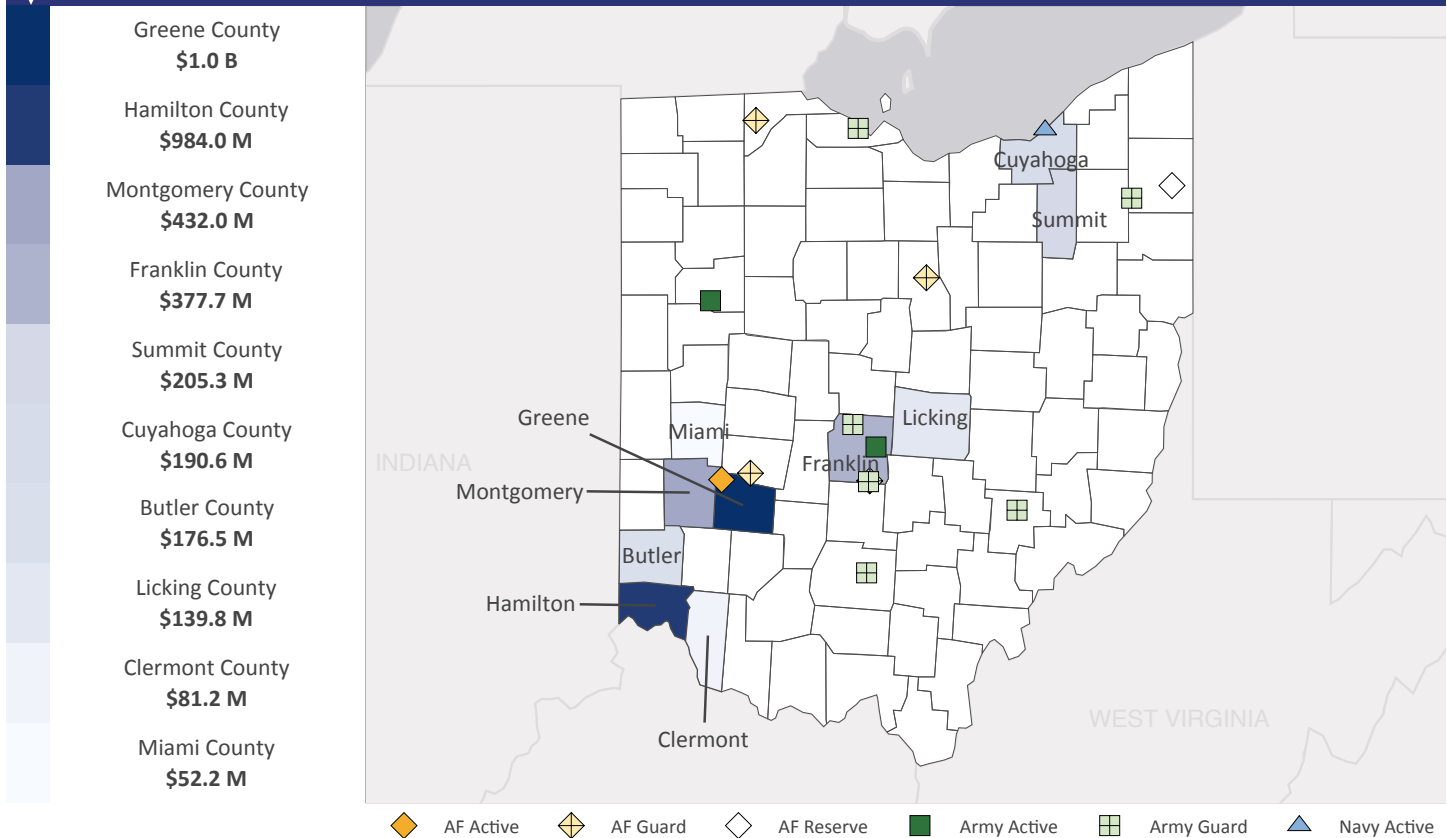 Greene County
$1.0 B
Hamilton County
$984.0 M
Montgomery County
$432.0 M
Franklin County
$377.7 M
Summit County
$205.3 M
Cuyahoga County
$190.6 M
Butler County
$176.5 M
Licking County
$139.8 M
Clermont County
$81.2 M
Miami County
$52.2 M
Cuyahoga
Summit
Greene
Miami
Licking
INDIANA
Franklin
Montgomery
Butler
Hamilton
WEST VIRGINIA
Clermont
AF Active AF Guard AF Reserve Army Active Army Guard Navy Active